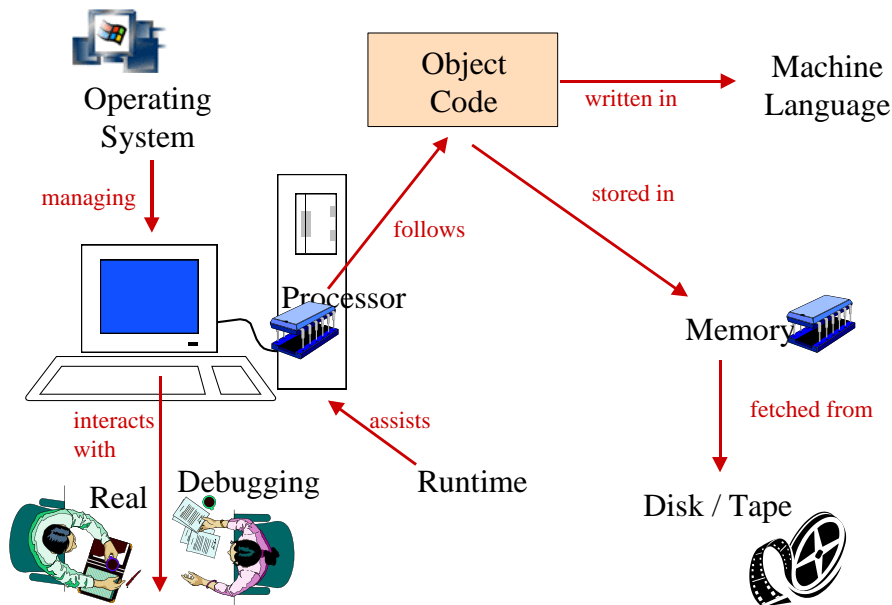 Operating
System
Object
Code
written in
Machine
Language
managing
follows
stored in
Processor
Memory
interacts
with
assists
fetched from
Real
Debugging
Runtime
Disk / Tape